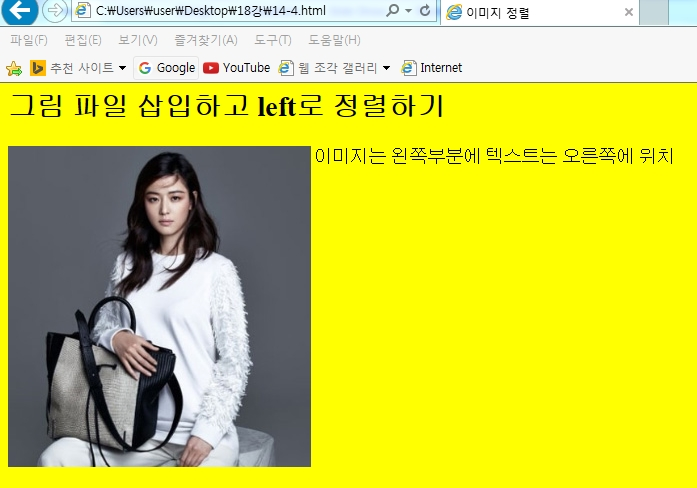 C:₩Users₩user₩Desktop₩18강₩14-4.html
이미지 정렬
파일(F) 편집(E) 보기(V) 즐겨찾기(A) 도구(T) 도움말(H)
추천 사이트 Google YouTube 웹 조각 갤러리 Internet
그림 파일 삽입하고 left로 정렬하기
이미지는 왼쪽부분에 텍스트는 오른쪽에 위치